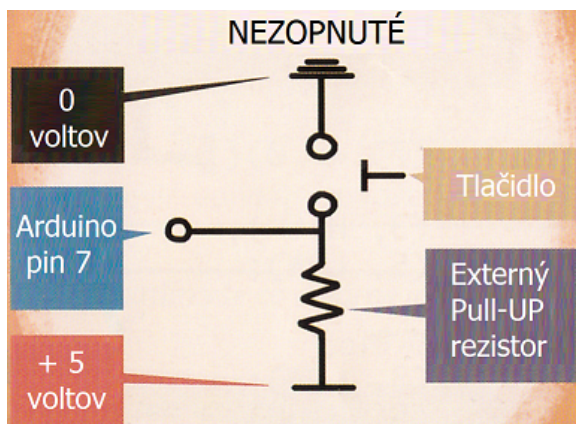 NEZOPNUTÉ
0
voltov
Tlačidlo
Arduino
pin 7
Externý
Pull-UP
rezistor
+ 5
voltov